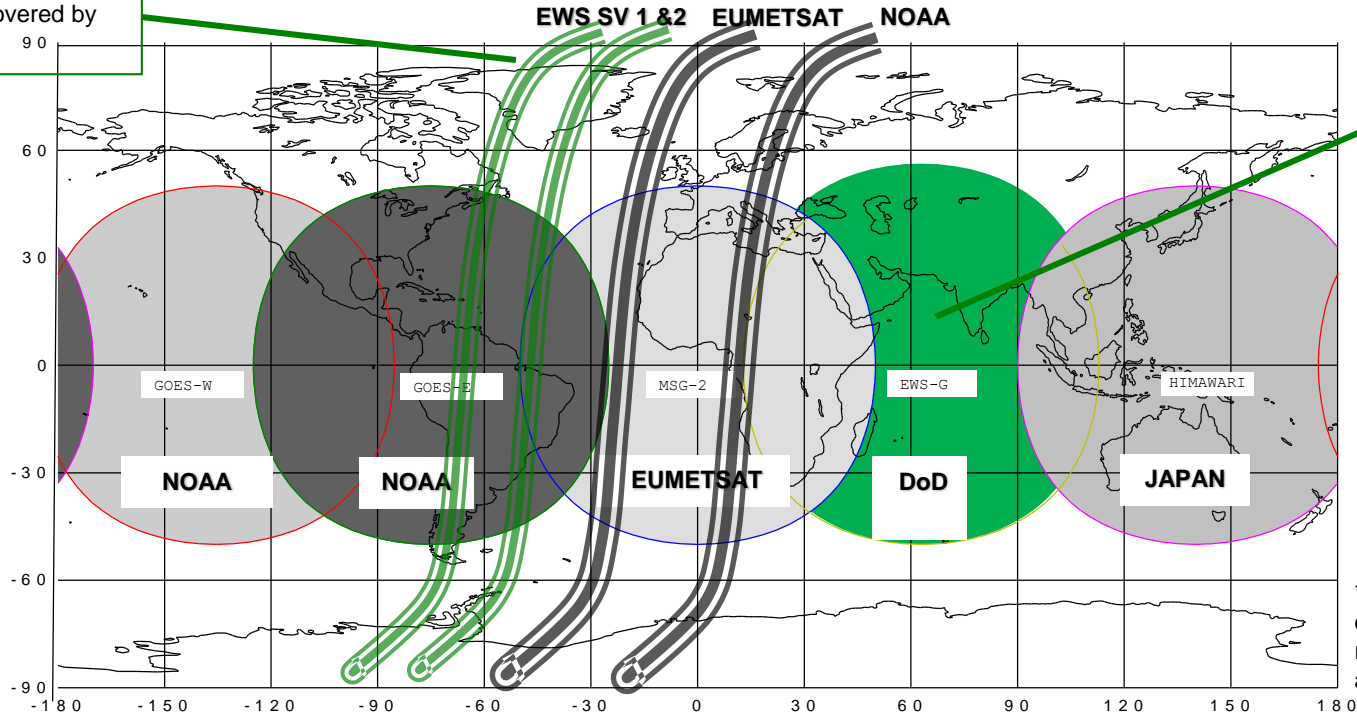 overed by
EWS SV 1 &2 EUMETSAT NOAA
90
60
30
0
-30
-60
-90
GOES-W
GOES-E
MSG-2
EWS-G
HIMAWARI
NOAA
NOAA
EUMETSAT
DoD
JAPAN
-180 -150 -120 -90 -60 -30 0 30 60 90 120 150 180